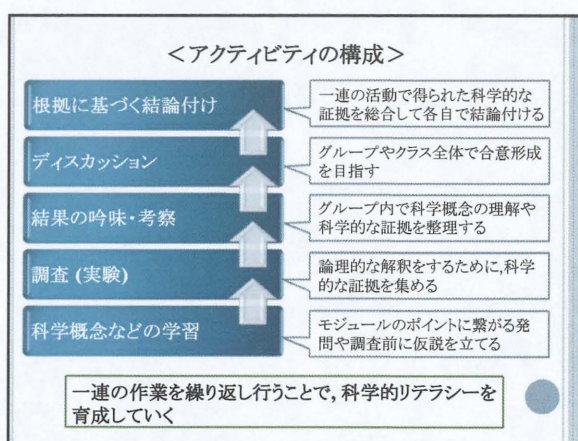 ＜アクティビティの構成＞
根拠に基づく結論付け
一連の活動で得られた科学的な
証拠を総合して各自で結論付ける
ディスカッション
グループやクラス全体で合意形成
を目指す
結果の吟味・考察
グループ内で科学概念の理解や
科学的な証拠を整理する
調査 (実験)
論理的な解釈をするために,科学
的な証拠を集める
科学概念などの学習
モジュールのポイントに繋がる発
問や調査前に仮説を立てる
一連の作業を繰り返し行うことで, 科学的リテラシーを
育成していく